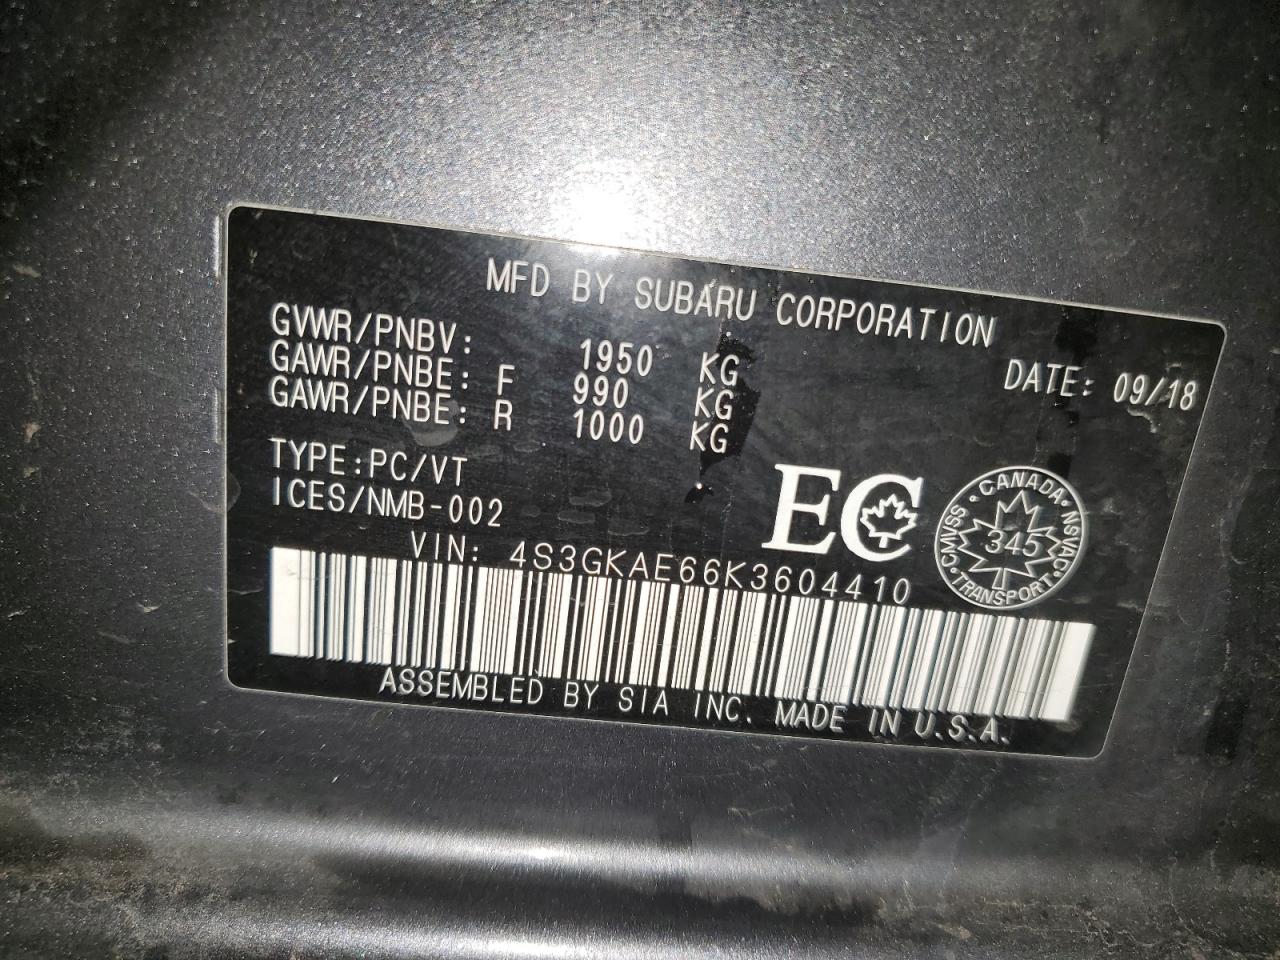 MFD BY SUBARU CORPORATION
GVWR/PNBV: 1950 KG
GAWR/PNBE: F 990 KG
GAWR/PNBE: R 1000 KG
DATE: 09/18
TYPE:PC/VT
ICES/NMB-002
EC
CANADA · NSVAC · TRANSPORT · CMVSS ·
345
VIN: 4S3GKAE66K3604410
ASSEMBLED BY SIA INC. MADE IN U.S.A.